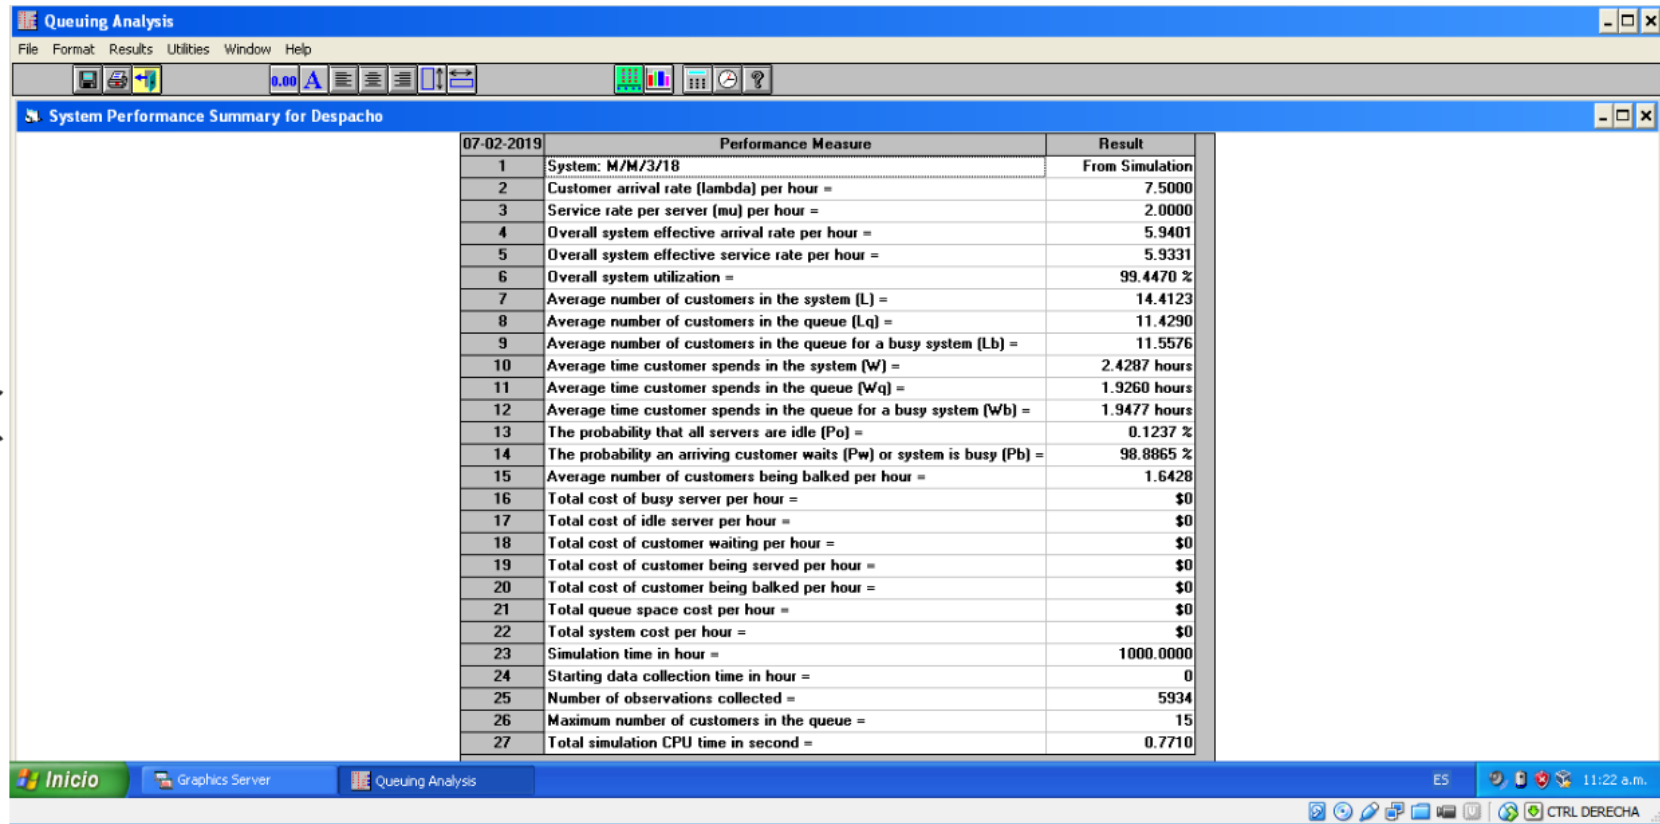 Queuing Analysis
File Format Results Utilities Window Help
0.00 A
System Performance Summary for Despacho
07-02-2019 Performance Measure Result
1 System: M/M/3/18 From Simulation
2 Customer arrival rate (lambda) per hour = 7.5000
3 Service rate per server (mu) per hour = 2.0000
4 Overall system effective arrival rate per hour = 5.9401
5 Overall system effective service rate per hour = 5.9331
6 Overall system utilization = 99.4470 %
7 Average number of customers in the system (L) = 14.4123
8 Average number of customers in the queue (Lq) = 11.4290
9 Average number of customers in the queue for a busy system (Lb) = 11.5576
10 Average time customer spends in the system (W) = 2.4287 hours
11 Average time customer spends in the queue (Wq) = 1.9260 hours
12 Average time customer spends in the queue for a busy system (Wb) = 1.9477 hours
13 The probability that all servers are idle (Po) = 0.1237 %
14 The probability an arriving customer waits (Pw) or system is busy (Pb) = 98.8865 %
15 Average number of customers being balked per hour = 1.6428
16 Total cost of busy server per hour = $0
17 Total cost of idle server per hour = $0
18 Total cost of customer waiting per hour = $0
19 Total cost of customer being served per hour = $0
20 Total cost of customer being balked per hour = $0
21 Total queue space cost per hour = $0
22 Total system cost per hour = $0
23 Simulation time in hour = 1000.0000
24 Starting data collection time in hour = 0
25 Number of observations collected = 5934
26 Maximum number of customers in the queue = 15
27 Total simulation CPU time in second = 0.7710
Inicio Graphics Server Queuing Analysis ES 11:22 a.m.
CTRL DERECHA